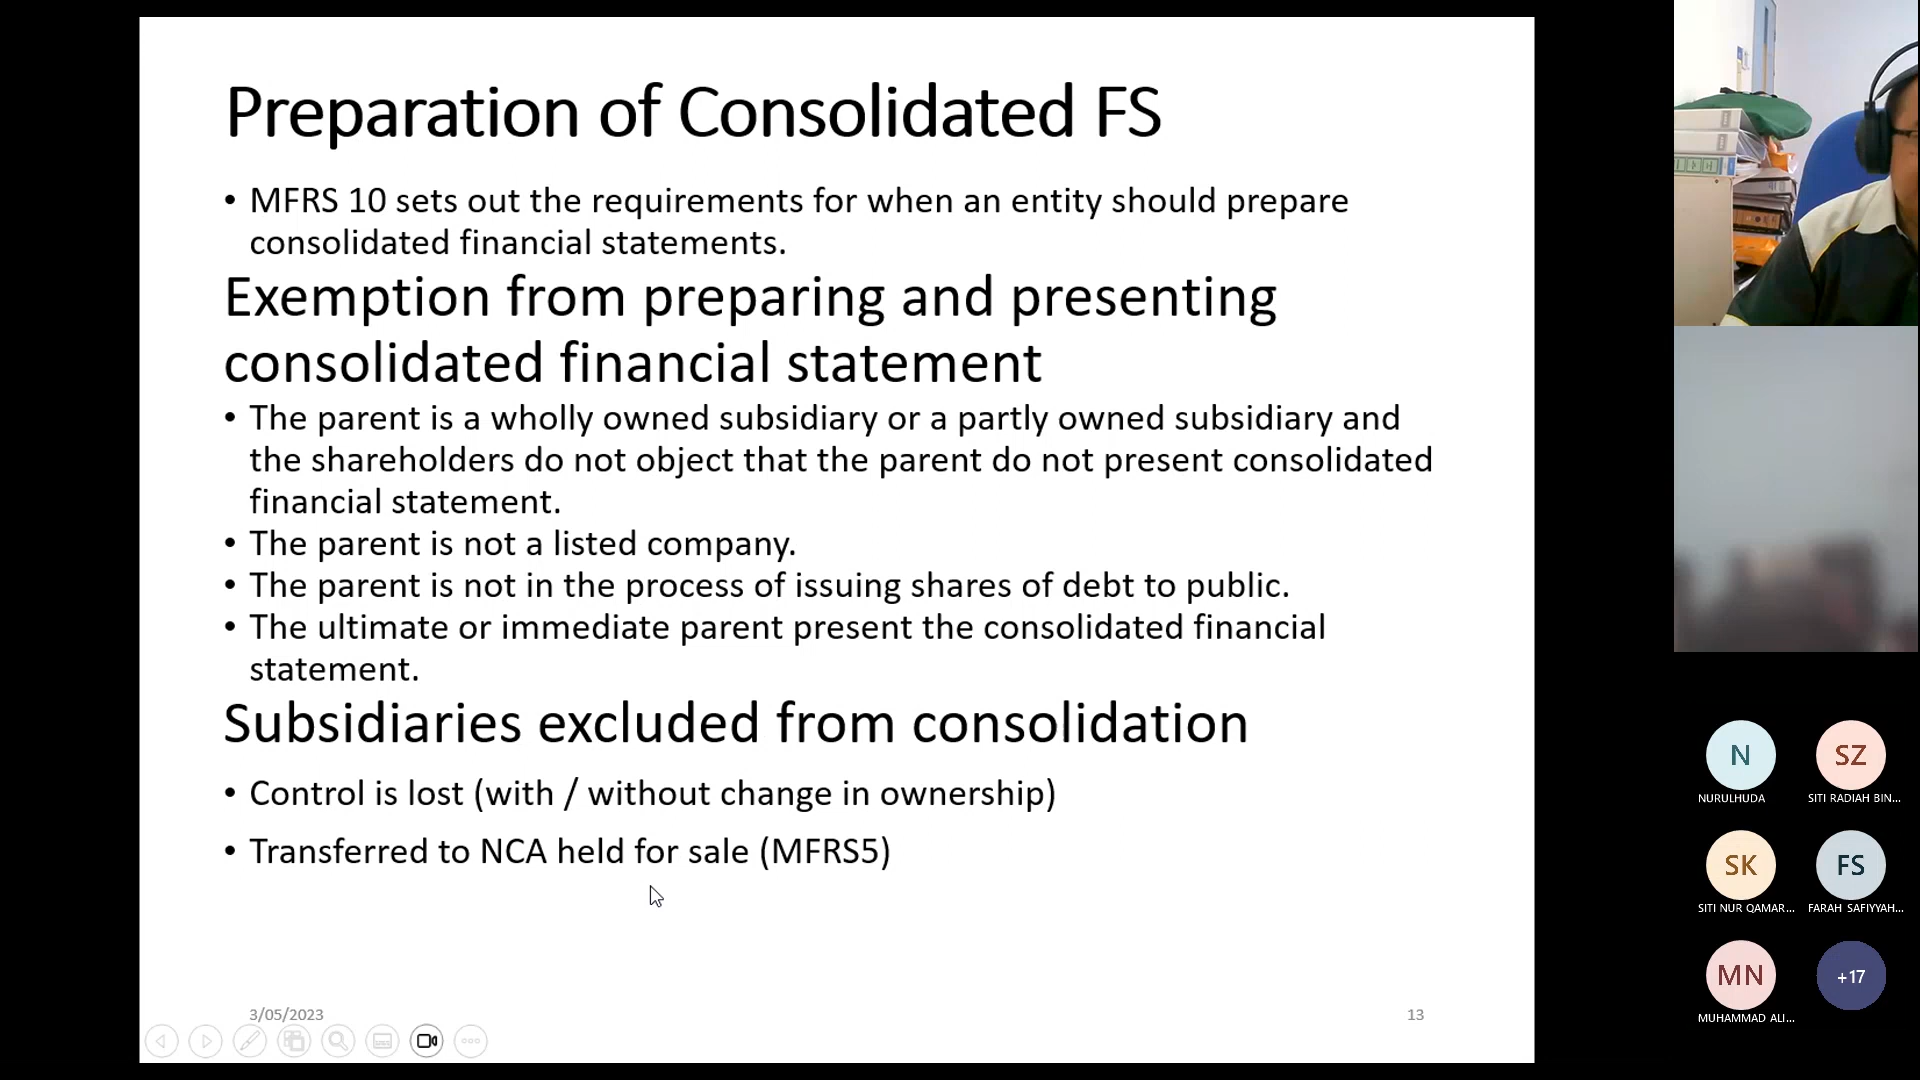 Preparation of Consolidated FS
• MFRS 10 sets out the requirements for when an entity should prepare
consolidated financial statements.
Exemption from preparing and presenting
consolidated financial statement
• The parent is a wholly owned subsidiary or a partly owned subsidiary and
the shareholders do not object that the parent do not present consolidated
financial statement.
• The parent is not a listed company.
• The parent is not in the process of issuing shares of debt to public.
• The ultimate or immediate parent present the consolidated financial
statement.
Subsidiaries excluded from consolidation
• Control is lost (with / without change in ownership)
• Transferred to NCA held for sale (MFRS5)
3/05/2023
13
N
NURULHUDA
SZ
SITI RADIAH BIN...
SK
SITI NUR QAMAR...
FS
FARAH SAFIYYAH...
MN
MUHAMMAD ALI...
+17